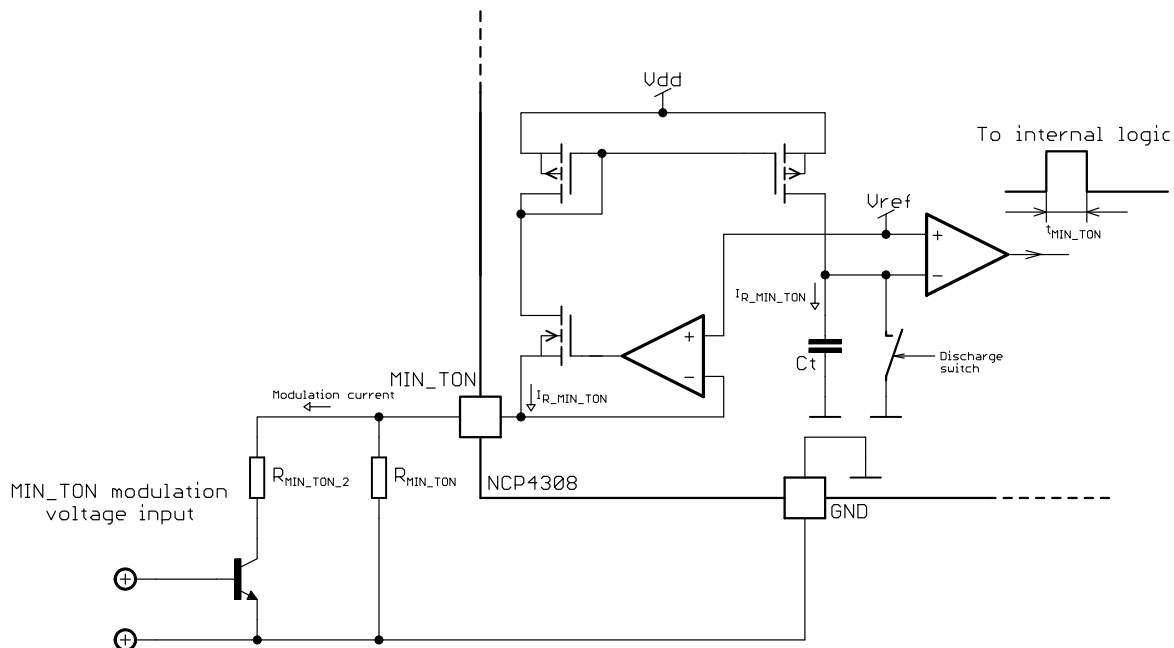 Vdd
To internal logic
Vref
+
−
tMIN_TON
IR_MIN_TON
+
−
Ct
Discharge
switch
MIN_TON
IR_MIN_TON
Modulation current
RMIN_TON_2
RMIN_TON
NCP4308
GND
MIN_TON modulation
voltage input
+
+